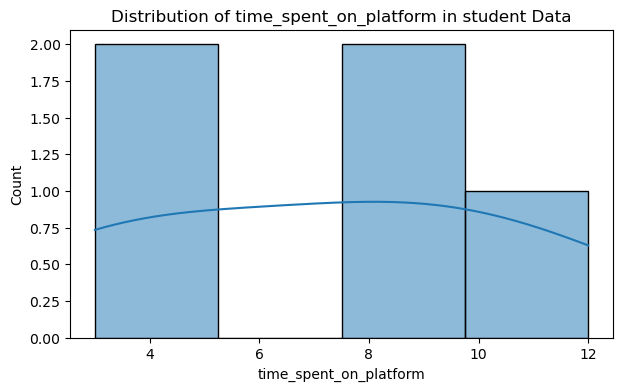 Distribution of time_spent_on_platform in student Data
Count
2.00
1.75
1.50
1.25
1.00
0.75
0.50
0.25
0.00
4 6 8 10 12
time_spent_on_platform